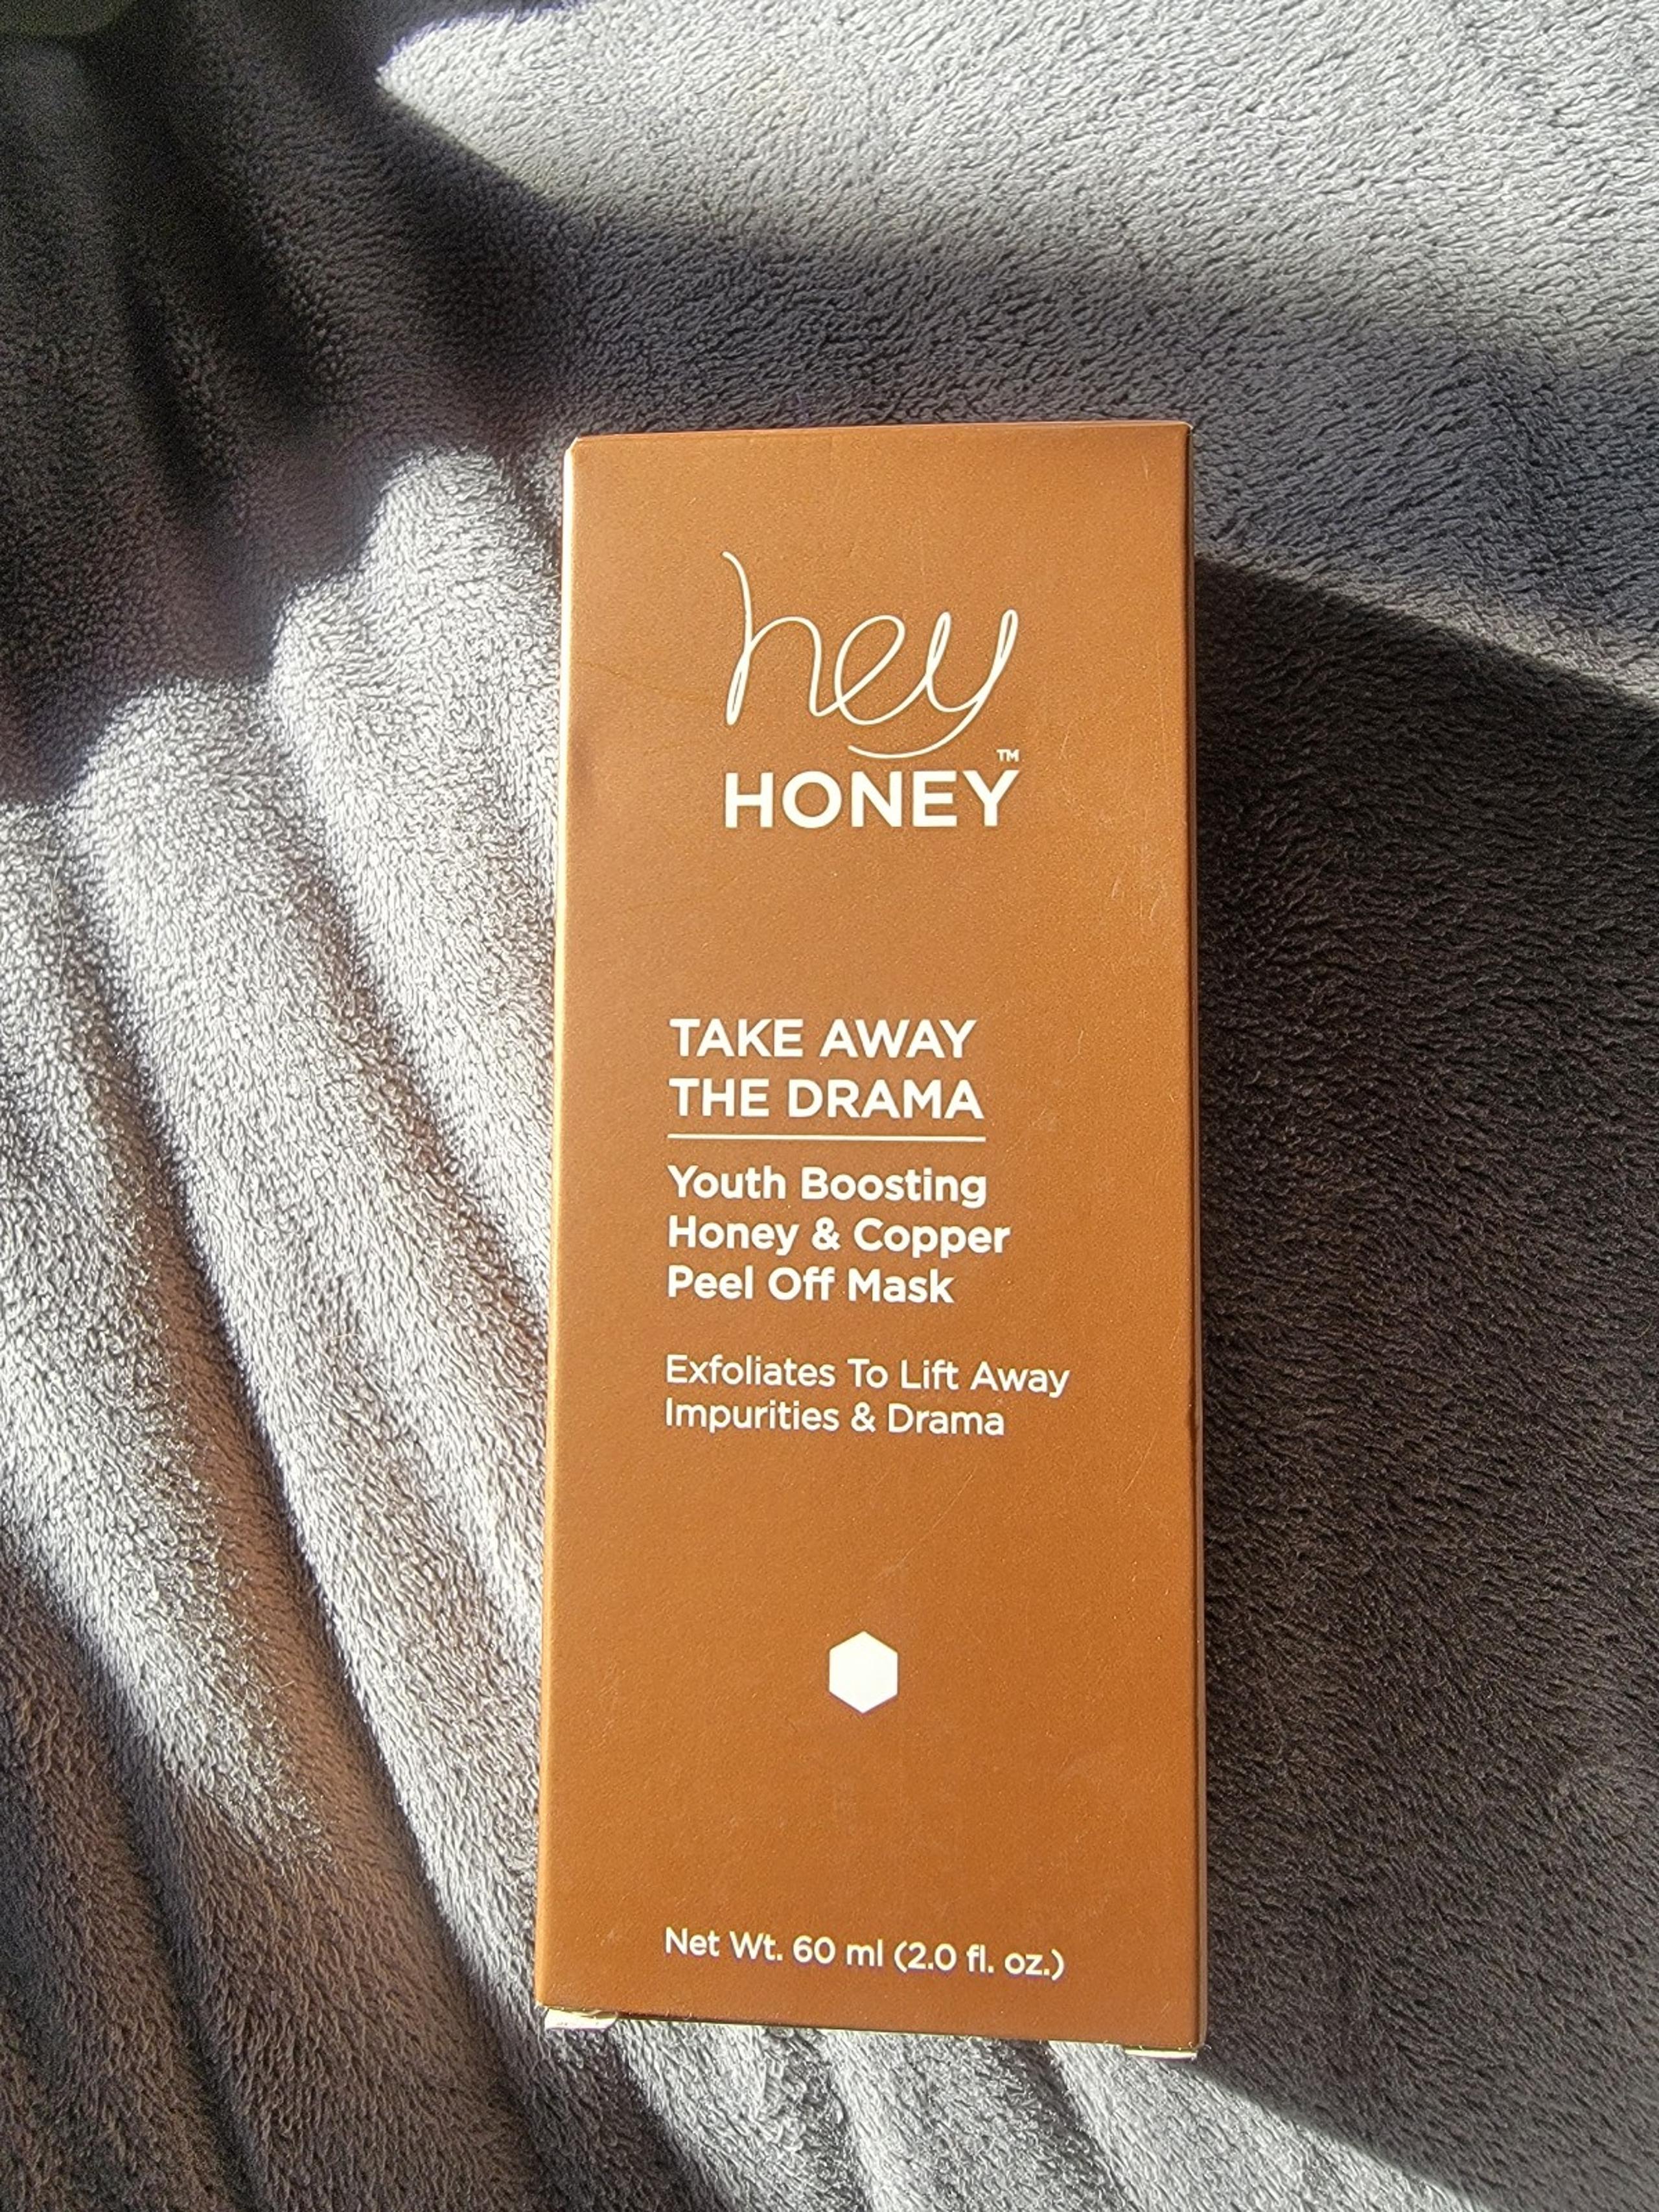 hey
HONEY™
TAKE AWAY
THE DRAMA
Youth Boosting
Honey & Copper
Peel Off Mask
Exfoliates To Lift Away
Impurities & Drama
Net Wt. 60 ml (2.0 fl. oz.)